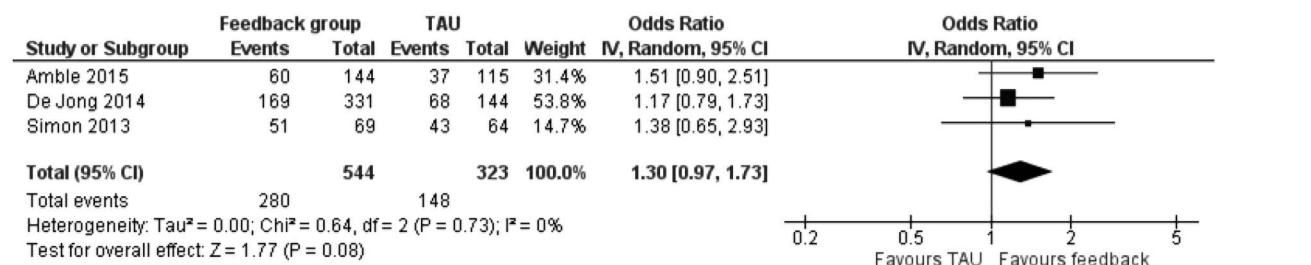 Feedback group TAU Odds Ratio Odds Ratio
Study or Subgroup Events Total Events Total Weight IV, Random, 95% CI IV, Random, 95% CI
Amble 2015 60 144 37 115 31.4% 1.51 [0.90, 2.51]
De Jong 2014 169 331 68 144 53.8% 1.17 [0.79, 1.73]
Simon 2013 51 69 43 64 14.7% 1.38 [0.65, 2.93]
Total (95% CI) 544 323 100.0% 1.30 [0.97, 1.73]
Total events 280 148
Heterogeneity: Tau² = 0.00; Chi² = 0.64, df = 2 (P = 0.73); I² = 0%
Test for overall effect: Z = 1.77 (P = 0.08)
0.2 0.5 1 2 5
Favours TAU Favours feedback